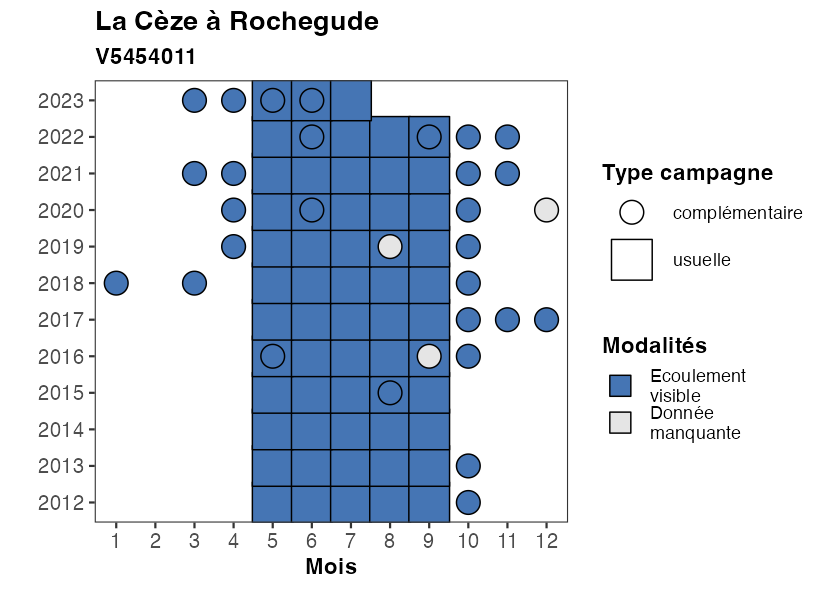 La Cèze à Rochegude
V5454011
2023
2022
2021
2020
2019
2018
2017
2016
2015
2014
2013
2012
1 2 3 4 5 6 7 8 9 10 11 12
Mois
Type campagne
complémentaire
usuelle
Modalités
Ecoulement
visible
Donnée
manquante